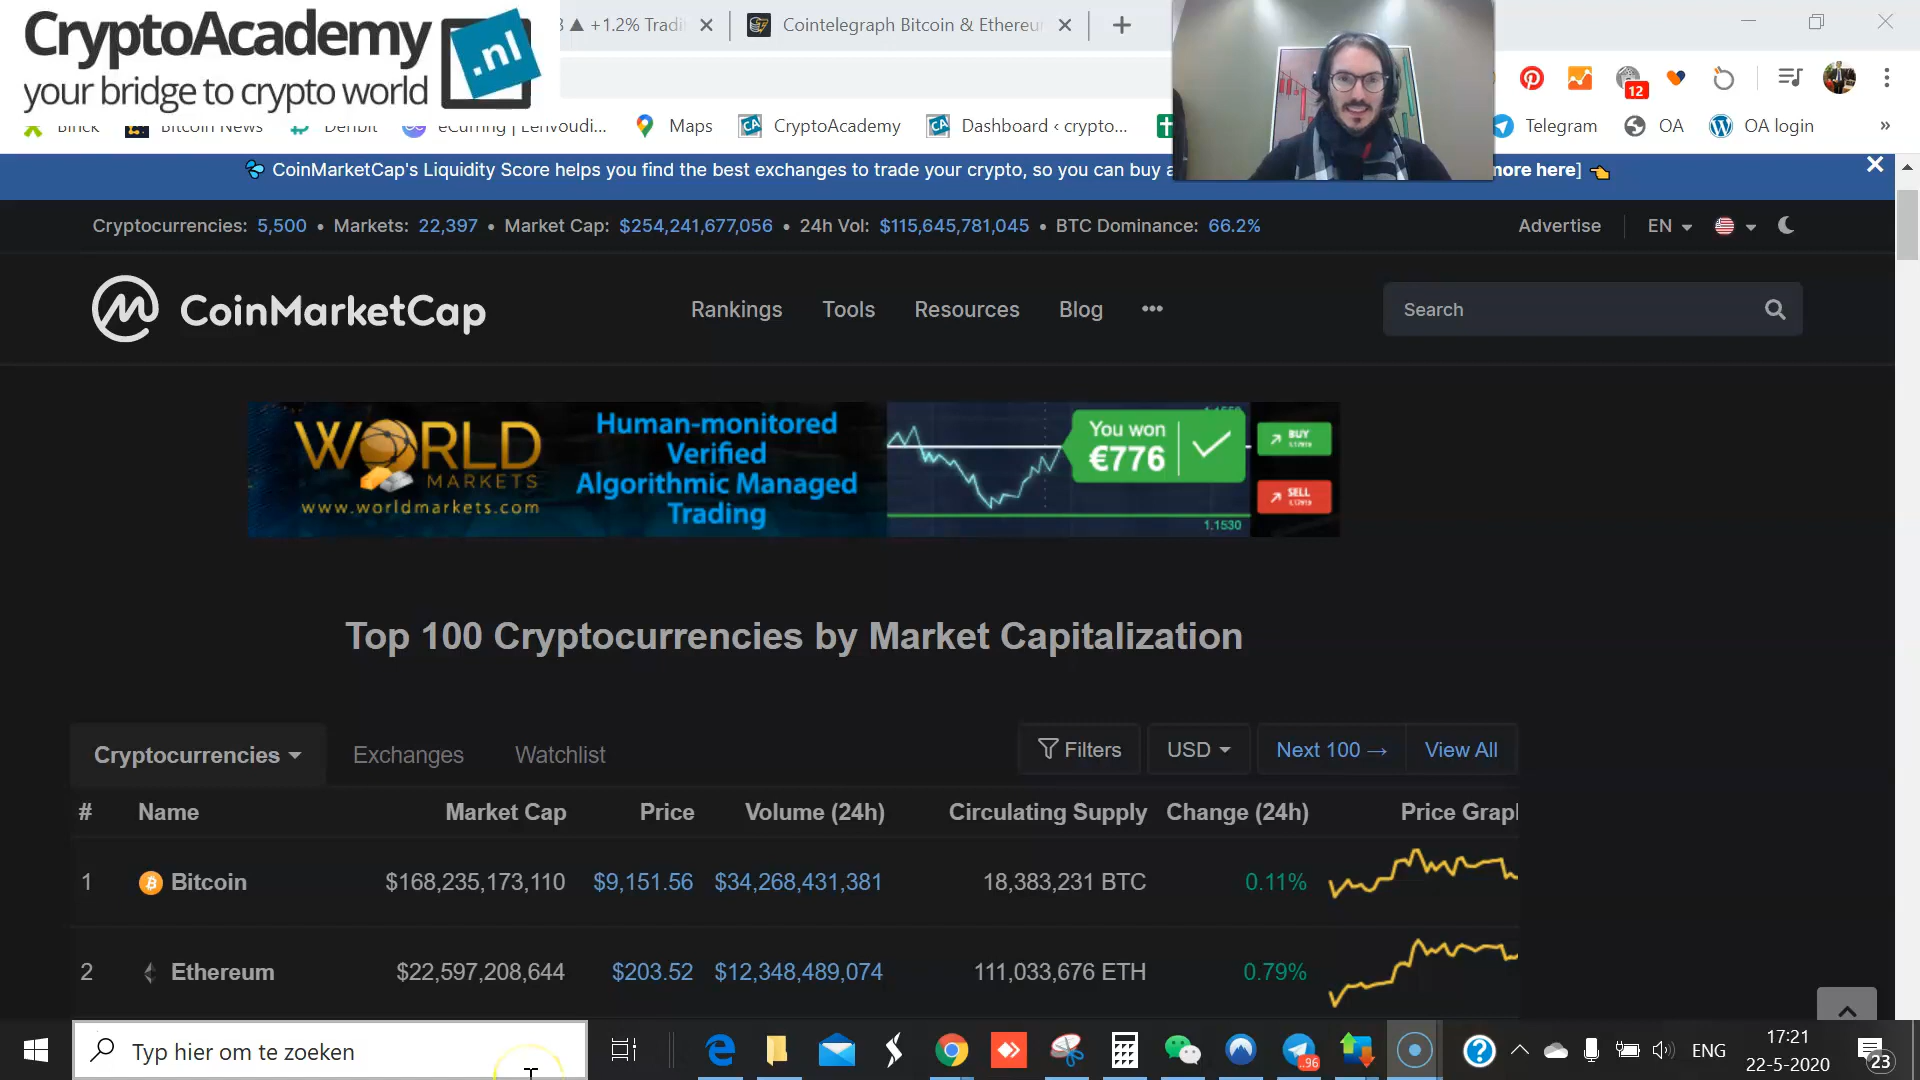 CryptoAcademy
.nl
your bridge to crypto world
+1.2% Tradi
Cointelegraph Bitcoin & Ethereu
12
Binck
Bitcoin News
Deribit
eCurring | Eenvoudi...
Maps
CryptoAcademy
Dashboard ‹ crypto...
Telegram
OA
OA login
»
CoinMarketCap's Liquidity Score helps you find the best exchanges to trade your crypto, so you can buy a
more here]
Cryptocurrencies: 5,500 • Markets: 22,397 • Market Cap: $254,241,677,056 • 24h Vol: $115,645,781,045 • BTC Dominance: 66.2%
Advertise
EN
CoinMarketCap
Rankings
Tools
Resources
Blog
•••
Search
WORLD
MARKETS
www.worldmarkets.com
Human-monitored
Verified
Algorithmic Managed
Trading
You won
€776
BUY
SELL
1.1530
Top 100 Cryptocurrencies by Market Capitalization
Cryptocurrencies
Exchanges
Watchlist
Filters
USD
Next 100 →
View All
# Name Market Cap Price Volume (24h) Circulating Supply Change (24h) Price Grap
1 Bitcoin $168,235,173,110 $9,151.56 $34,268,431,381 18,383,231 BTC 0.11%
2 Ethereum $22,597,208,644 $203.52 $12,348,489,074 111,033,676 ETH 0.79%
Typ hier om te zoeken
..96
ENG
17:21
22-5-2020
23